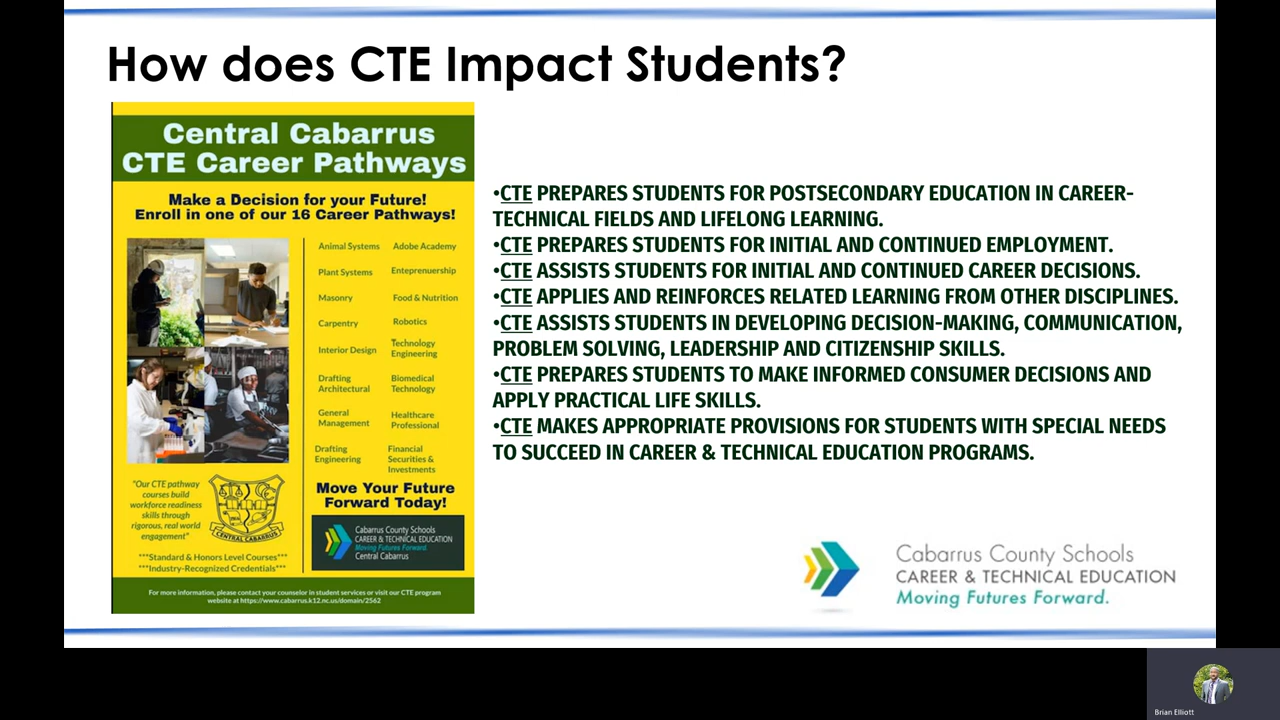 How does CTE Impact Students?
Central Cabarrus
CTE Career Pathways
Make a Decision for your Future!
Enroll in one of our 16 Career Pathways!
Animal Systems
Plant Systems
Masonry
Carpentry
Interior Design
Drafting
Architectural
General
Management
Drafting
Engineering
Adobe Academy
Enteprenuership
Food & Nutrition
Robotics
Technology
Engineering
Biomedical
Technology
Healthcare
Professional
Financial
Securities &
Investments
"Our CTE pathway
courses build
workforce readiness
skills through
rigorous, real world
engagement"
CENTRAL CABARRUS
***Standard & Honors Level Courses***
***Industry-Recognized Credentials***
Move Your Future
Forward Today!
Cabarrus County Schools
CAREER & TECHNICAL EDUCATION
Moving Futures Forward.
Central Cabarrus
For more information, please contact your counselor in student services or visit our CTE program
website at https://www.cabarrus.k12.nc.us/domain/2562
•CTE PREPARES STUDENTS FOR POSTSECONDARY EDUCATION IN CAREER-
TECHNICAL FIELDS AND LIFELONG LEARNING.
•CTE PREPARES STUDENTS FOR INITIAL AND CONTINUED EMPLOYMENT.
•CTE ASSISTS STUDENTS FOR INITIAL AND CONTINUED CAREER DECISIONS.
•CTE APPLIES AND REINFORCES RELATED LEARNING FROM OTHER DISCIPLINES.
•CTE ASSISTS STUDENTS IN DEVELOPING DECISION-MAKING, COMMUNICATION,
PROBLEM SOLVING, LEADERSHIP AND CITIZENSHIP SKILLS.
•CTE PREPARES STUDENTS TO MAKE INFORMED CONSUMER DECISIONS AND
APPLY PRACTICAL LIFE SKILLS.
•CTE MAKES APPROPRIATE PROVISIONS FOR STUDENTS WITH SPECIAL NEEDS
TO SUCCEED IN CAREER & TECHNICAL EDUCATION PROGRAMS.
Cabarrus County Schools
CAREER & TECHNICAL EDUCATION
Moving Futures Forward.
Brian Elliott